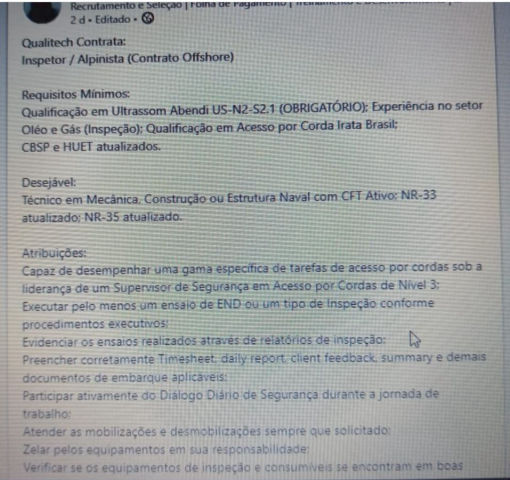 Recrutamento e Seleção | Folha de Pagamento |
2 d • Editado •
Qualitech Contrata:
Inspetor / Alpinista (Contrato Offshore)
Requisitos Mínimos:
Qualificação em Ultrassom Abendi US-N2-S2.1 (OBRIGATÓRIO); Experiência no setor
Oléo e Gás (Inspeção); Qualificação em Acesso por Corda Irata Brasil;
CBSP e HUET atualizados.
Desejável:
Técnico em Mecânica, Construção ou Estrutura Naval com CFT Ativo; NR-33
atualizado; NR-35 atualizado.
Atribuições:
Capaz de desempenhar uma gama específica de tarefas de acesso por cordas sob a
liderança de um Supervisor de Segurança em Acesso por Cordas de Nível 3;
Executar pelo menos um ensaio de END ou um tipo de Inspeção conforme
procedimentos executivos;
Evidenciar os ensaios realizados através de relatórios de inspeção;
Preencher corretamente Timesheet, daily report, client feedback, summary e demais
documentos de embarque aplicáveis;
Participar ativamente do Diálogo Diário de Segurança durante a jornada de
trabalho;
Atender as mobilizações e desmobilizações sempre que solicitado;
Zelar pelos equipamentos em sua responsabilidade;
Verificar se os equipamentos de inspeção e consumíveis se encontram em boas